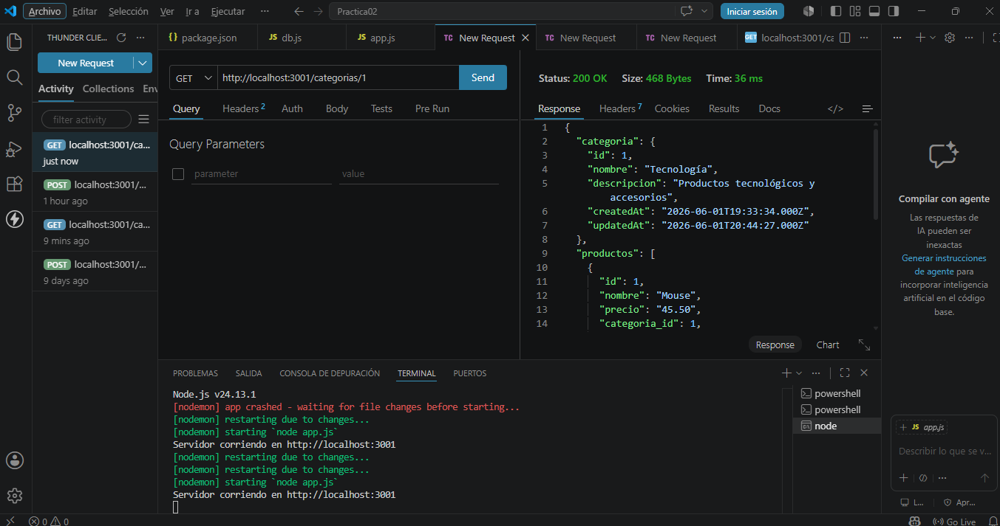 Archivo Editar Selección Ver Ir a Ejecutar ··· Practica02 Iniciar sesión
THUNDER CLIE... ···
{} package.json JS db.js JS app.js TC New Request TC New Request TC New Request GET localhost:3001/ca ··· ··· ···
New Request
Activity Collections Env
filter activity
GET localhost:3001/ca...
just now
POST localhost:3001/...
1 hour ago
GET localhost:3001/ca...
9 mins ago
POST localhost:3001/...
9 days ago
GET http://localhost:3001/categorias/1 Send
Query Headers 2 Auth Body Tests Pre Run
Query Parameters
parameter value
Status: 200 OK Size: 468 Bytes Time: 36 ms
Response Headers 7 Cookies Results Docs </>
1 {
2 "categoria": {
3 "id": 1,
4 "nombre": "Tecnología",
5 "descripcion": "Productos tecnológicos y
accesorios",
6 "createdAt": "2026-06-01T19:33:34.000Z",
7 "updatedAt": "2026-06-01T20:44:27.000Z"
8 },
9 "productos": [
10 {
11 "id": 1,
12 "nombre": "Mouse",
13 "precio": "45.50",
14 "categoria_id": 1,
Response Chart
PROBLEMAS SALIDA CONSOLA DE DEPURACIÓN TERMINAL PUERTOS ···
Node.js v24.13.1
[nodemon] app crashed - waiting for file changes before starting...
[nodemon] restarting due to changes...
[nodemon] starting `node app.js`
Servidor corriendo en http://localhost:3001
[nodemon] restarting due to changes...
[nodemon] restarting due to changes...
[nodemon] starting `node app.js`
Servidor corriendo en http://localhost:3001
powershell
powershell
node
Compilar con agente
Las respuestas de
IA pueden ser
inexactas
Generar instrucciones
de agente para
incorporar inteligencia
artificial en el código
base.
+ JS app.js
Describir lo que se v...
···
L... Apr...
0 0 Go Live